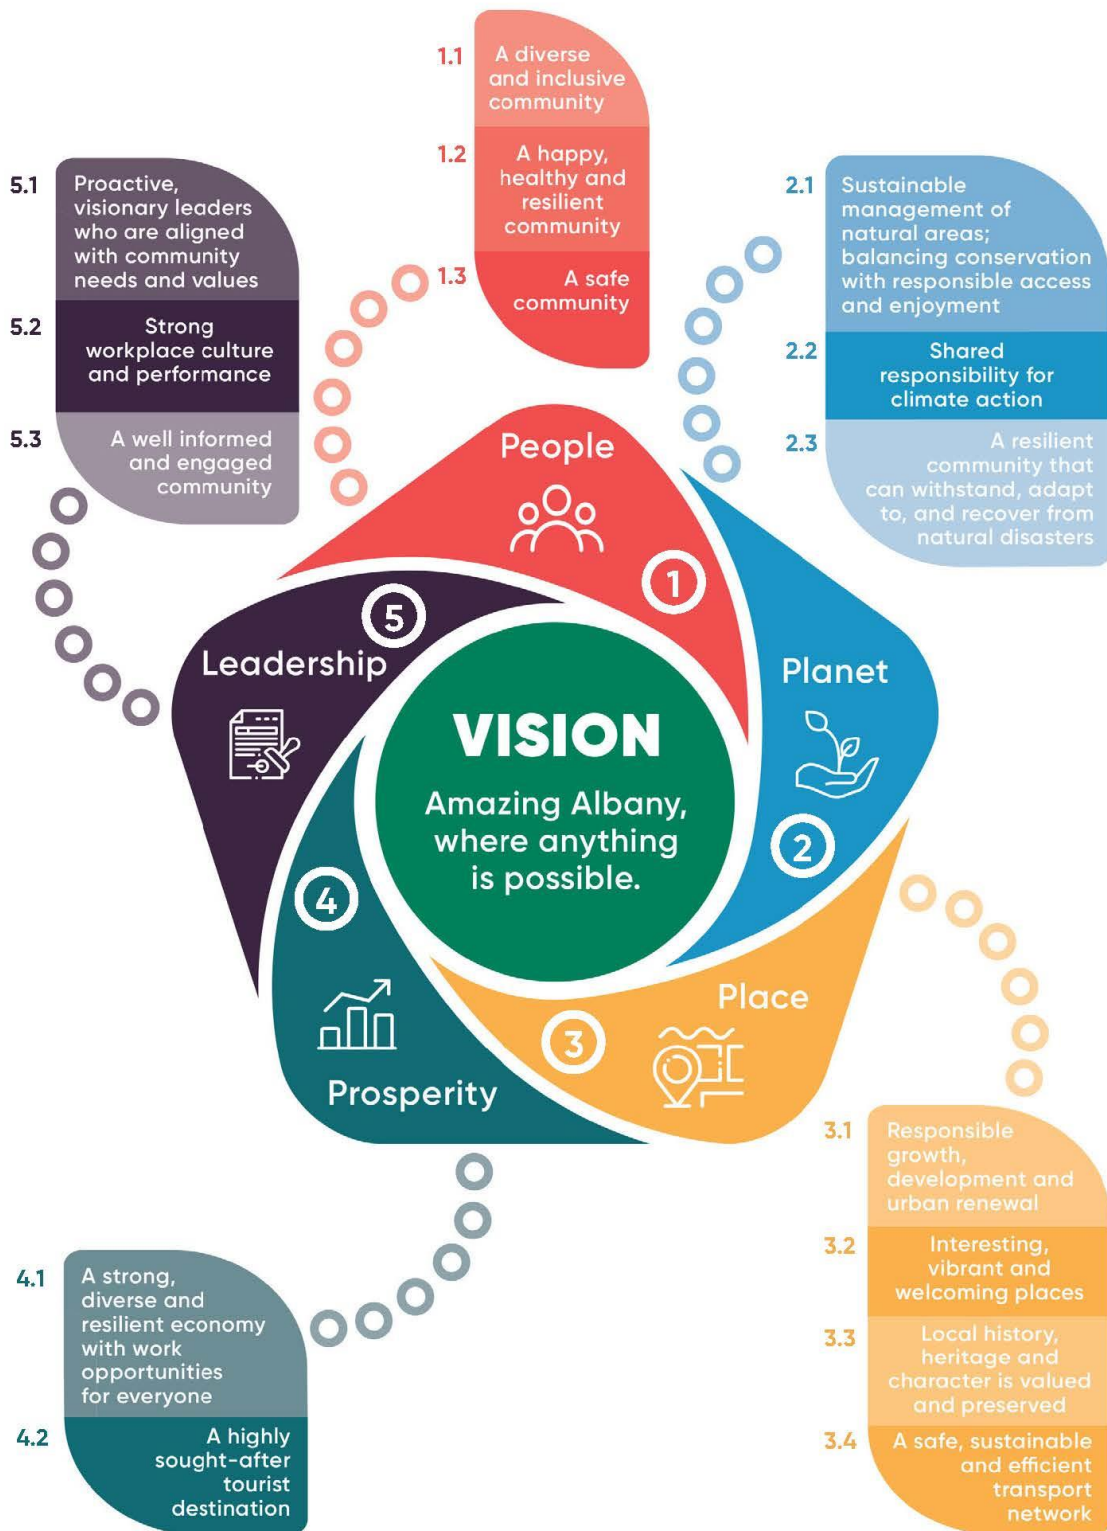 1.1
A diverse
and inclusive
community
1.2
A happy,
healthy and
resilient
community
1.3
A safe
community
5.1
Proactive,
visionary leaders
who are aligned
with community
needs and values
5.2
Strong
workplace culture
and performance
5.3
A well informed
and engaged
community
2.1
Sustainable
management of
natural areas;
balancing conservation
with responsible access
and enjoyment
2.2
Shared
responsibility for
climate action
2.3
A resilient
community that
can withstand, adapt
to, and recover from
natural disasters
People
1
5
Leadership
Planet
2
VISION
Amazing Albany,
where anything
is possible.
4
Prosperity
3
Place
3.1
Responsible
growth,
development and
urban renewal
3.2
Interesting,
vibrant and
welcoming places
3.3
Local history,
heritage and
character is valued
and preserved
3.4
A safe, sustainable
and efficient
transport
network
4.1
A strong,
diverse and
resilient economy
with work
opportunities
for everyone
4.2
A highly
sought-after
tourist
destination